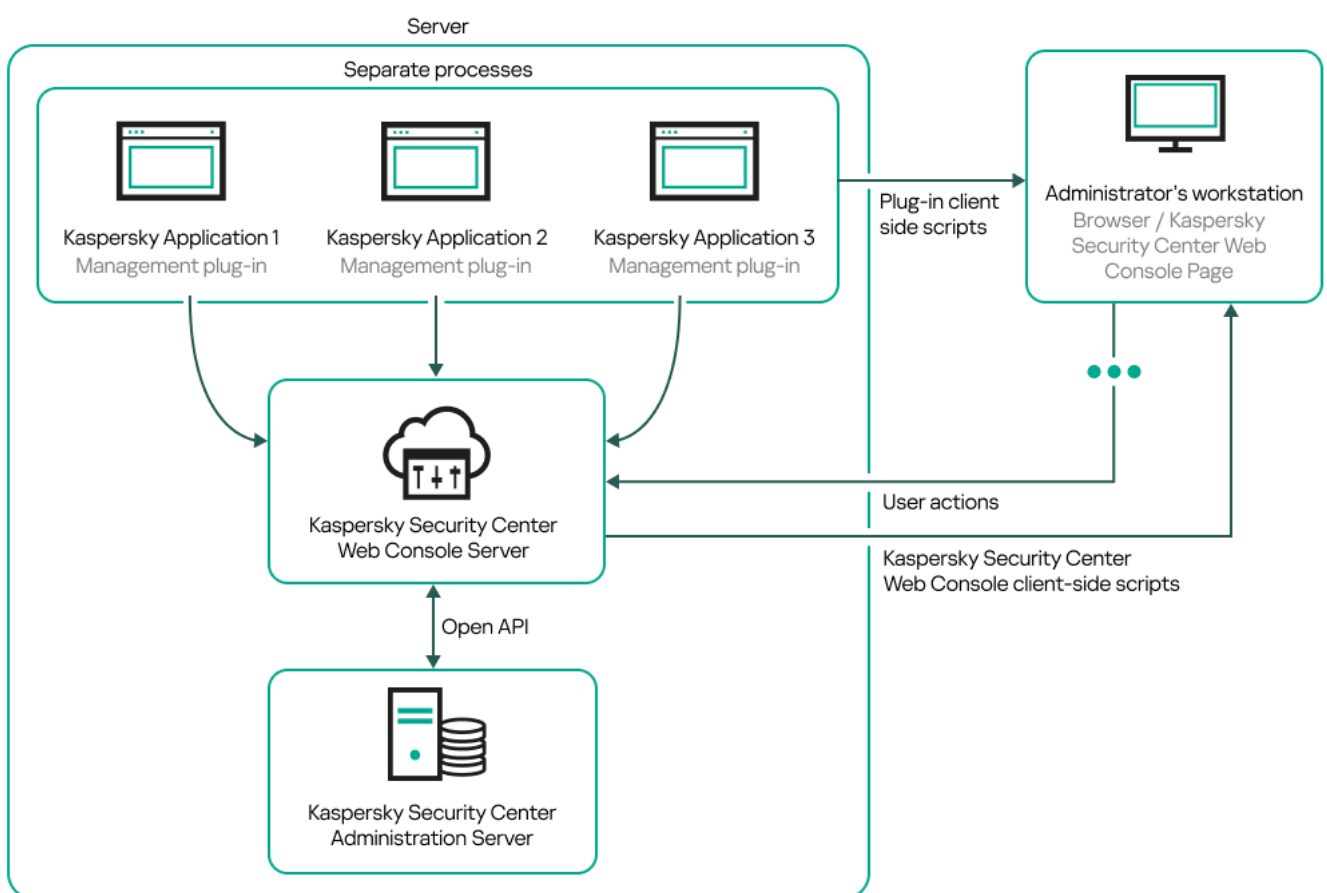 Server
Separate processes
Kaspersky Application 1
Management plug-in
Kaspersky Application 2
Management plug-in
Kaspersky Application 3
Management plug-in
Plug-in client
side scripts
Administrator's workstation
Browser / Kaspersky
Security Center Web
Console Page
Kaspersky Security Center
Web Console Server
User actions
Kaspersky Security Center
Web Console client-side scripts
Open API
Kaspersky Security Center
Administration Server